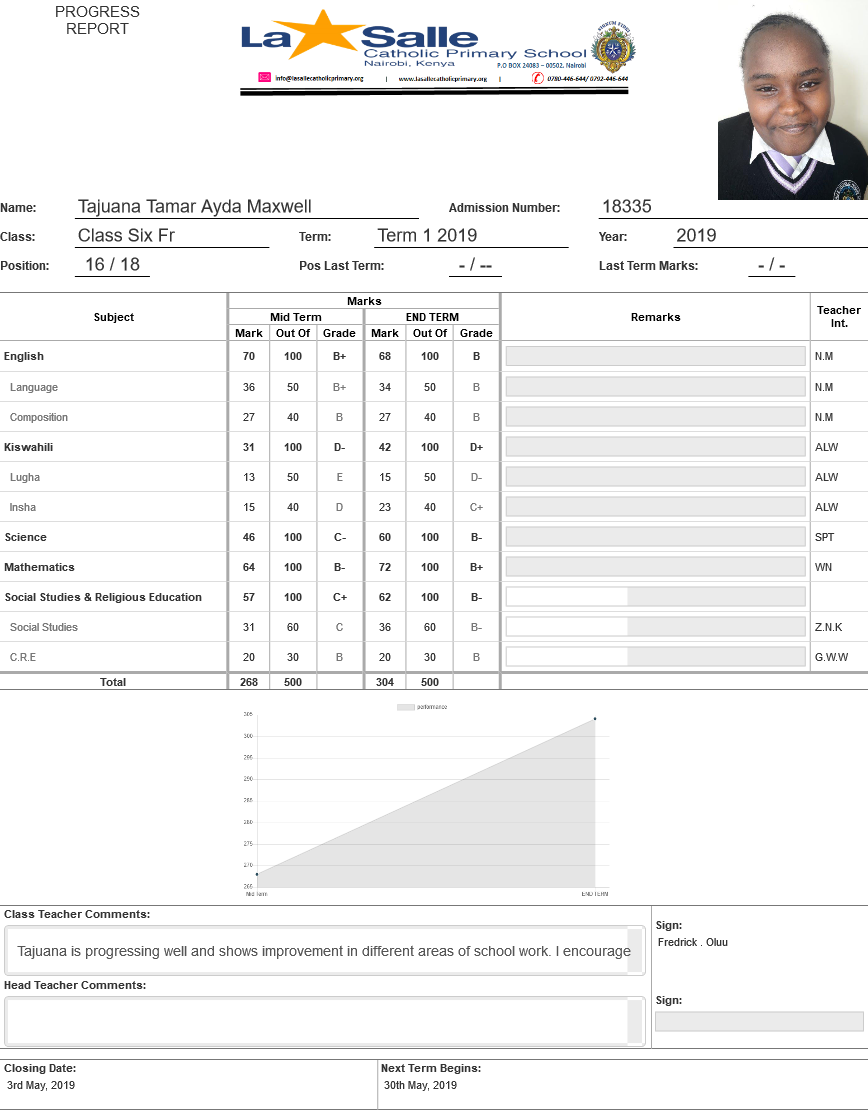 PROGRESS
REPORT
La Salle
Catholic Primary School
Nairobi, Kenya
P.O BOX 24083 – 00502, Nairobi
info@lasallecatholicprimary.org | www.lasallecatholicprimary.org | 0780-446-644/ 0792-446-644
Name: Tajuana Tamar Ayda Maxwell Admission Number: 18335
Class: Class Six Fr Term: Term 1 2019 Year: 2019
Position: 16 / 18 Pos Last Term: - / -- Last Term Marks: - / -
Marks
Subject Mid Term END TERM Remarks Teacher Int.
Mark Out Of Grade Mark Out Of Grade
English 70 100 B+ 68 100 B N.M
Language 36 50 B+ 34 50 B N.M
Composition 27 40 B 27 40 B N.M
Kiswahili 31 100 D- 42 100 D+ ALW
Lugha 13 50 E 15 50 D- ALW
Insha 15 40 D 23 40 C+ ALW
Science 46 100 C- 60 100 B- SPT
Mathematics 64 100 B- 72 100 B+ WN
Social Studies & Religious Education 57 100 C+ 62 100 B-
Social Studies 31 60 C 36 60 B- Z.N.K
C.R.E 20 30 B 20 30 B G.W.W
Total 268 500 304 500
performance
305
300
295
290
285
280
275
270
265
Mid Term END TERM
Class Teacher Comments:
Tajuana is progressing well and shows improvement in different areas of school work. I encourage
Sign:
Fredrick . Oluu
Head Teacher Comments:
Sign:
Closing Date: Next Term Begins:
3rd May, 2019 30th May, 2019